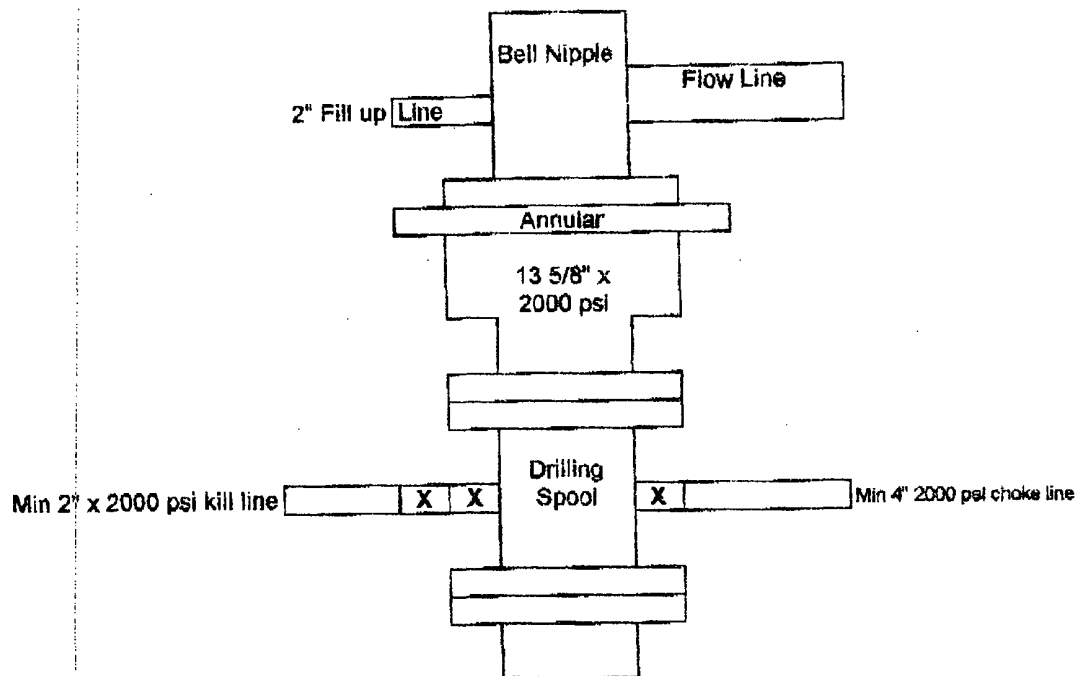 Bell Nipple
Flow Line
2" Fill up Line
Annular
13 5/8" x
2000 psi
Drilling
Spool
Min 2" x 2000 psi kill line
X X
X
Min 4" 2000 psi choke line